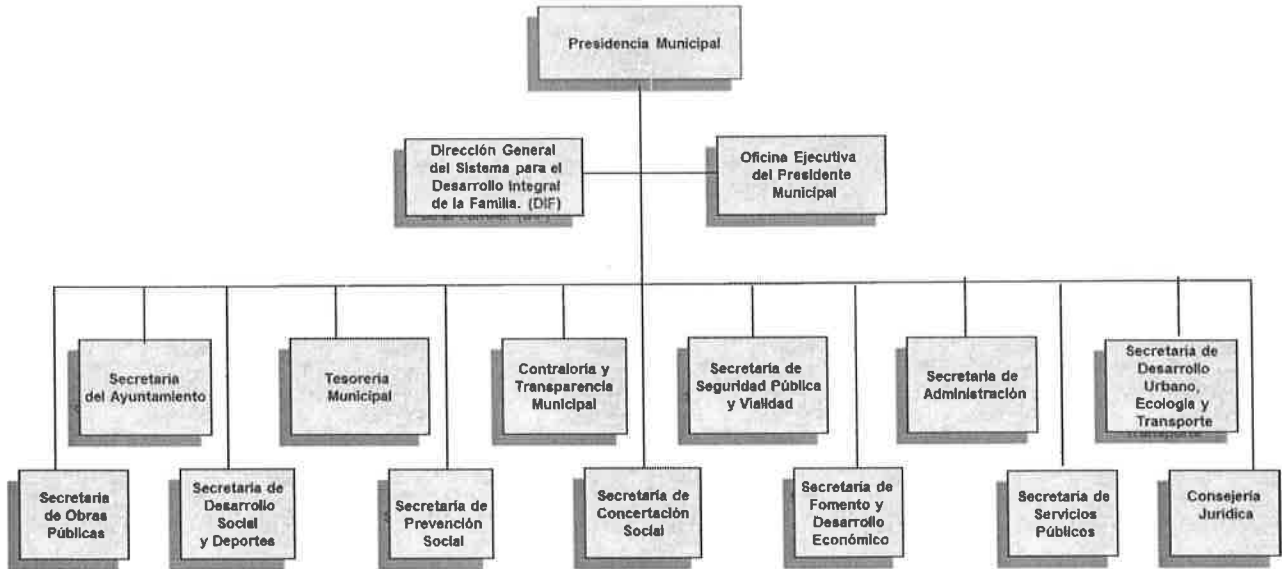 Presidencia Municipal
Dirección General
del Sistema para el
Desarrollo Integral
de la Familia. (DIF)
Oficina Ejecutiva
del Presidente
Municipal
Secretaría
del Ayuntamiento
Tesorería
Municipal
Contraloría y
Transparencia
Municipal
Secretaría de
Seguridad Pública
y Vialidad
Secretaría de
Administración
Secretaría de
Desarrollo
Urbano,
Ecología y
Transporte
Secretaría
de Obras
Públicas
Secretaría de
Desarrollo
Social
y Deportes
Secretaría de
Prevención
Social
Secretaría de
Concertación
Social
Secretaría de
Fomento y
Desarrollo
Económico
Secretaría de
Servicios
Públicos
Consejería
Jurídica